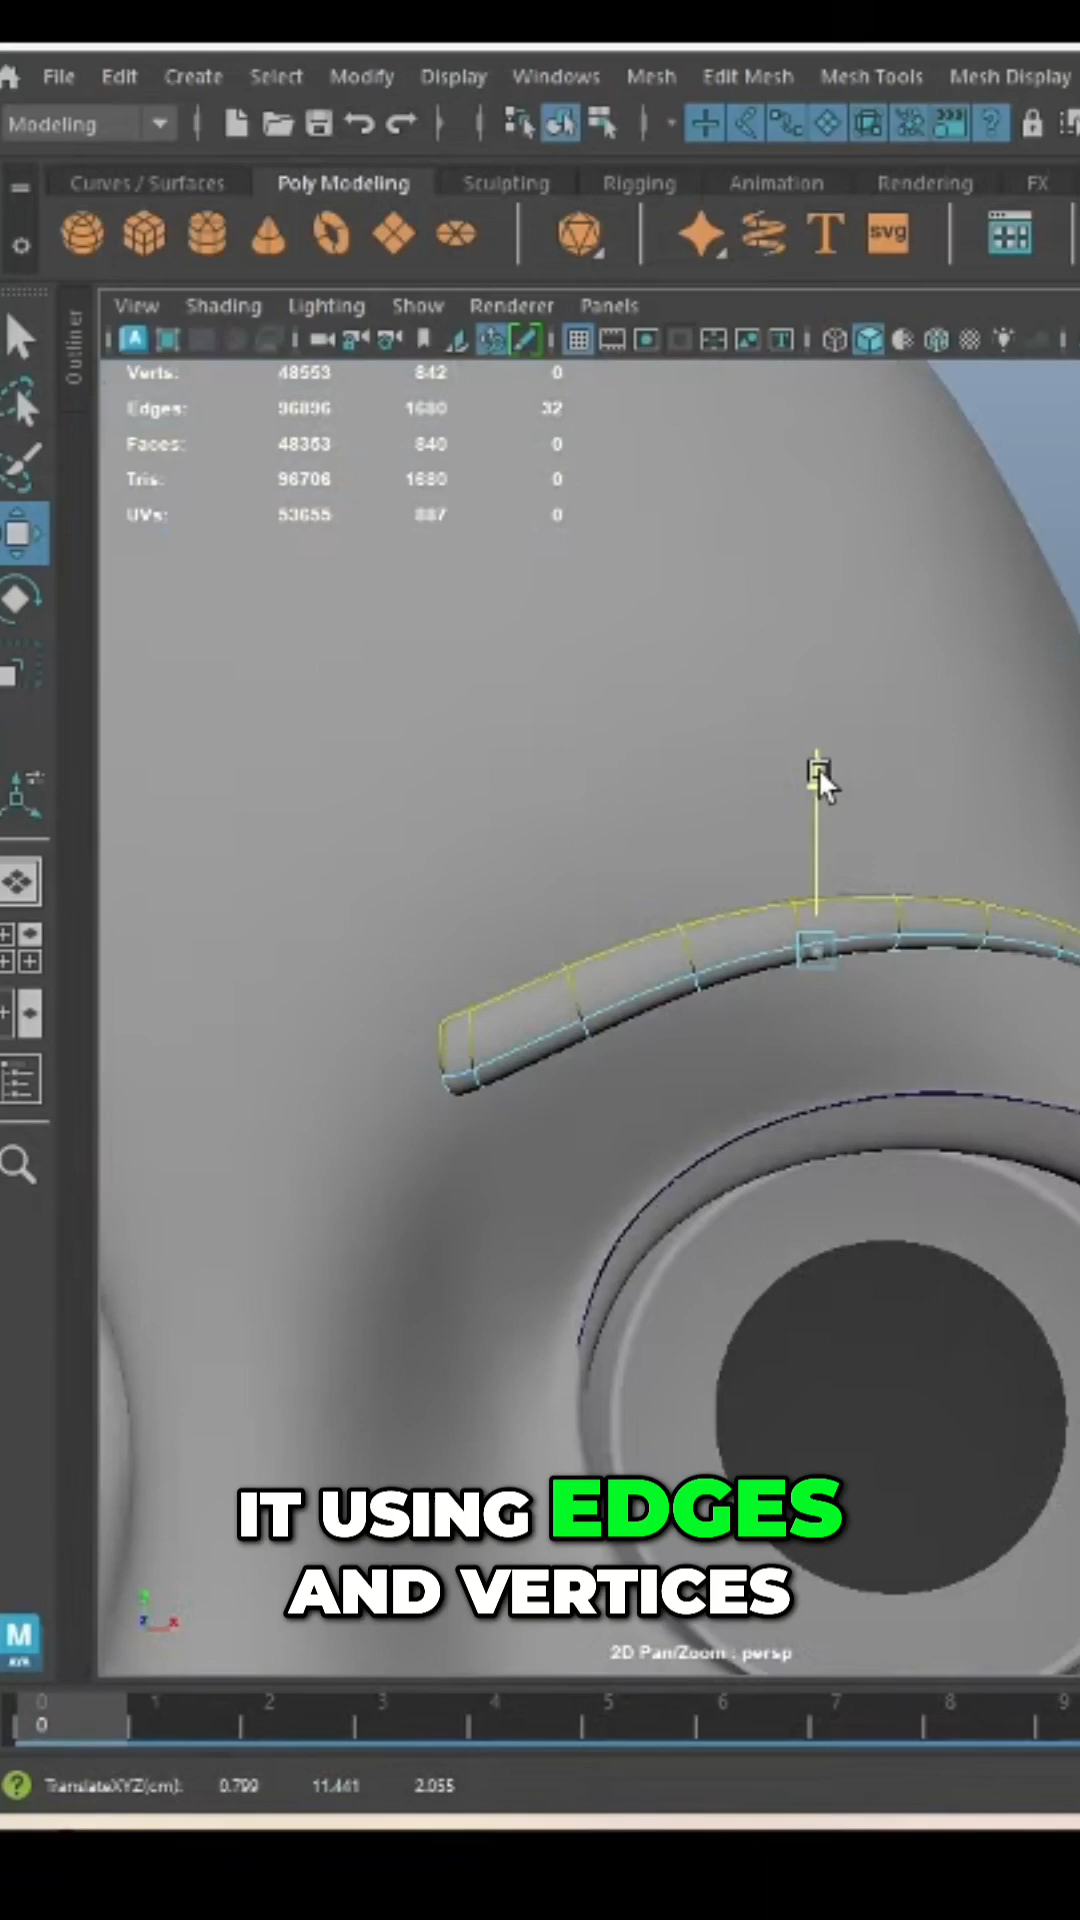 File Edit Create Select Modify Display Windows Mesh Edit Mesh Mesh Tools Mesh Display
Modeling
Curves / Surfaces Poly Modeling Sculpting Rigging Animation Rendering FX
T svg
View Shading Lighting Show Renderer Panels
Outliner
Verts: 48553 842 0
Edges: 96896 1680 32
Faces: 48353 840 0
Tris: 96706 1680 0
UVs: 53655 887 0
IT USING EDGES
AND VERTICES
2D Pan/Zoom : persp
M
0 1 2 3 4 5 6 7 8 9
0
TranslateXYZ(cm): 0.799 11.441 2.055